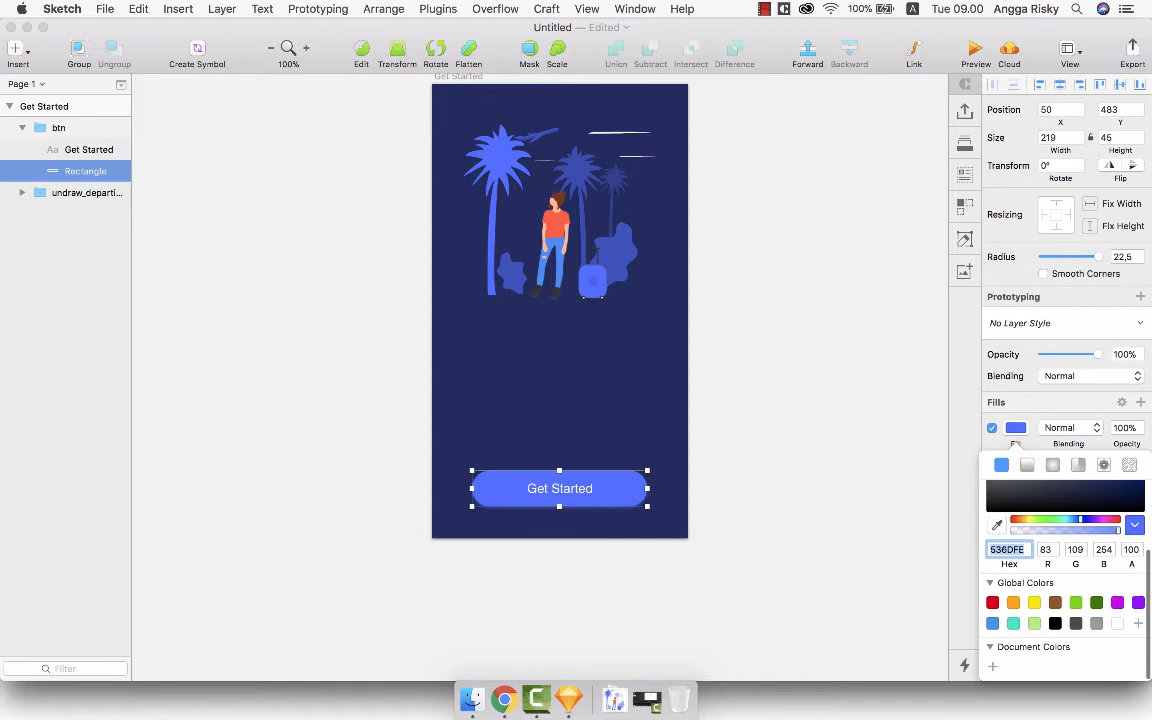 Sketch File Edit Insert Layer Text Prototyping Arrange Plugins Overflow Craft View Window Help 100% A Tue 09.00 Angga Risky
Untitled — Edited
100%
Insert Group Ungroup Create Symbol Edit Transform Rotate Flatten Mask Scale Union Subtract Intersect Difference Forward Backward Link Preview Cloud View Export
Page 1
Get Started
Get Started
btn
Aa Get Started
Rectangle
undraw_departi...
Filter
Get Started
Position 50 483
X Y
Size 219 45
Width Height
Transform 0°
Rotate Flip
Resizing Fix Width
Fix Height
Radius 22,5
Smooth Corners
Prototyping
No Layer Style
Opacity 100%
Blending Normal
Fills
Normal 100%
Blending Opacity
536DFE 83 109 254 100
Hex R G B A
Global Colors
Document Colors